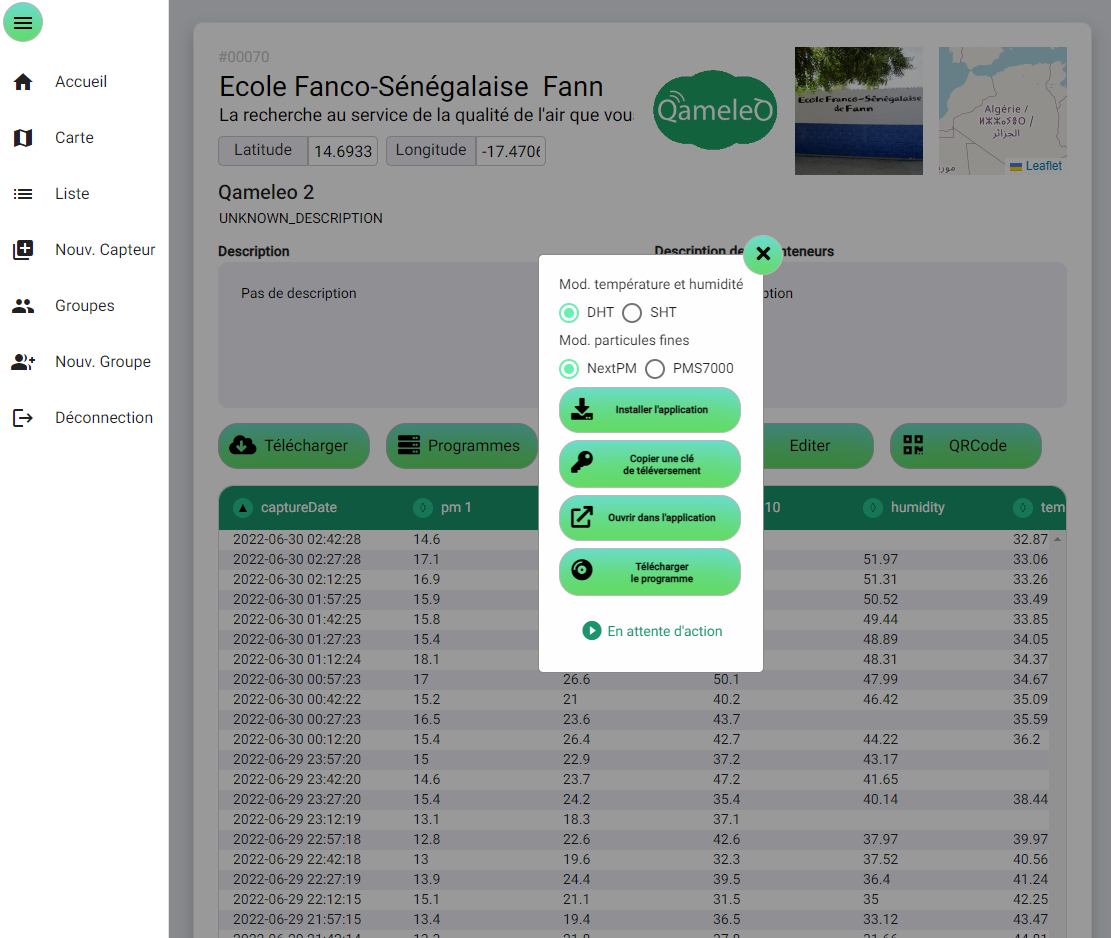 Accueil
Carte
Liste
Nouv. Capteur
Groupes
Nouv. Groupe
Déconnection
#00070
Ecole Fanco-Sénégalaise Fann
La recherche au service de la qualité de l'air que vou
Latitude 14.6933 Longitude -17.4706
QameleO
Ecole Franco-Sénégalaise
de Fann
Algérie /
ⵍⵣⵣⴰⵢⴻⵔ /
الجزائر
Leaflet
Qameleo 2
UNKNOWN_DESCRIPTION
Description
Description de nteneurs
Pas de description
ption
Mod. température et humidité
DHT SHT
Mod. particules fines
NextPM PMS7000
Installer l'application
Copier une clé
de téléversement
Ouvrir dans l'application
Télécharger
le programme
En attente d'action
Télécharger Programmes Editer QRCode
captureDate pm 1 10 humidity tem
2022-06-30 02:42:28 14.6 32.87
2022-06-30 02:27:28 17.1 51.97 33.06
2022-06-30 02:12:25 16.9 51.31 33.26
2022-06-30 01:57:25 15.9 50.52 33.49
2022-06-30 01:42:25 15.8 49.44 33.85
2022-06-30 01:27:23 15.4 48.89 34.05
2022-06-30 01:12:24 18.1 48.31 34.37
2022-06-30 00:57:23 17 26.6 50.1 47.99 34.67
2022-06-30 00:42:22 15.2 21 40.2 46.42 35.09
2022-06-30 00:27:23 16.5 23.6 43.7 35.59
2022-06-30 00:12:20 15.4 26.4 42.7 44.22 36.2
2022-06-29 23:57:20 15 22.9 37.2 43.17
2022-06-29 23:42:20 14.6 23.7 47.2 41.65
2022-06-29 23:27:20 15.4 24.2 35.4 40.14 38.44
2022-06-29 23:12:19 13.1 18.3 37.1
2022-06-29 22:57:18 12.8 22.6 42.6 37.97 39.97
2022-06-29 22:42:18 13 19.6 32.3 37.52 40.56
2022-06-29 22:27:19 13.9 24.4 39.5 36.4 41.24
2022-06-29 22:12:15 15.1 21.1 31.5 35 42.25
2022-06-29 21:57:15 13.4 19.4 36.5 33.12 43.47